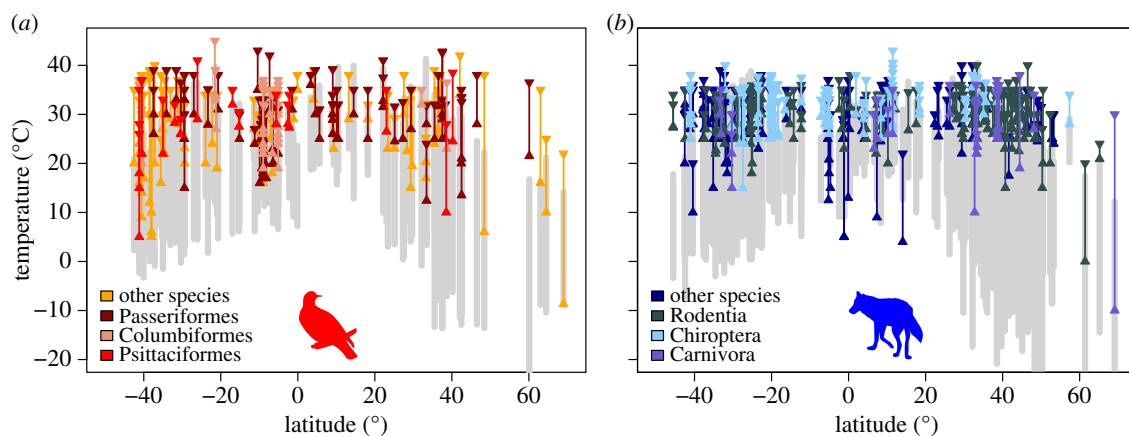 (a)
(b)
temperature (°C)
40
30
20
10
0
−10
−20
other species
Passeriformes
Columbiformes
Psittaciformes
other species
Rodentia
Chiroptera
Carnivora
−40 −20 0 20 40 60
−40 −20 0 20 40 60
latitude (°)
latitude (°)